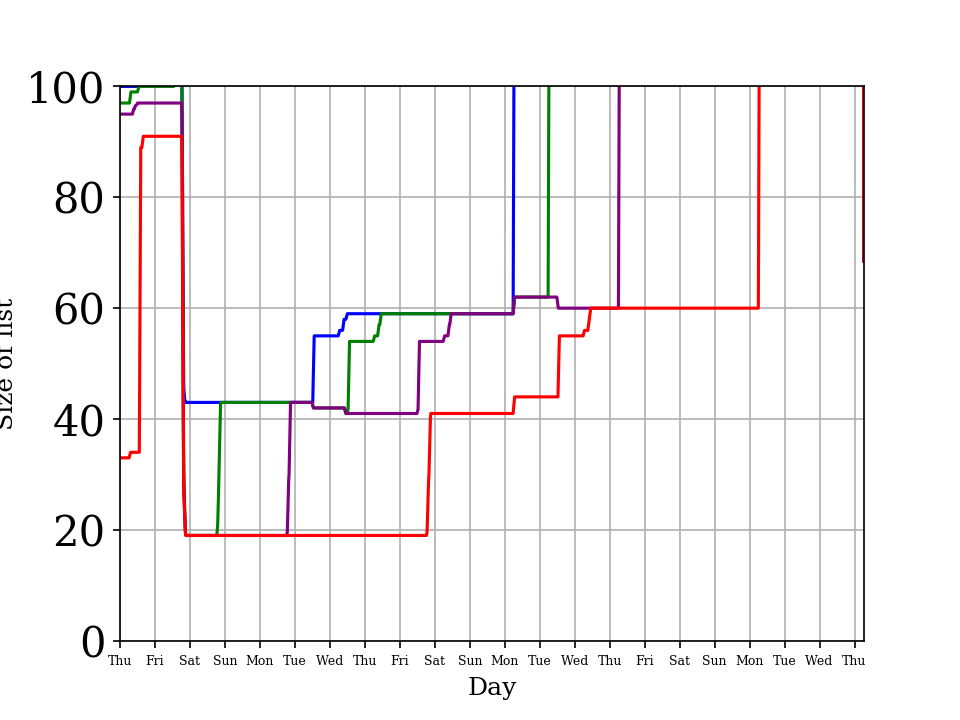 100
80
60
40
20
0
Size of list
Thu Fri Sat Sun Mon Tue Wed Thu Fri Sat Sun Mon Tue Wed Thu Fri Sat Sun Mon Tue Wed Thu
Day